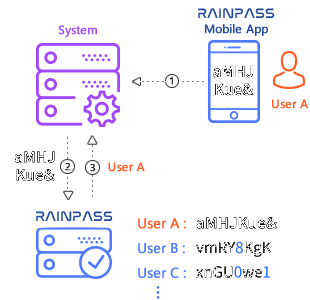 RAINPASS
System
Mobile App
aMHJ
Kue&
1
User A
aMHJ
Kue&
2
3
User A
RAINPASS
User A : aMHJKue&
User B : vmRY8KgK
User C : xnGU0we1